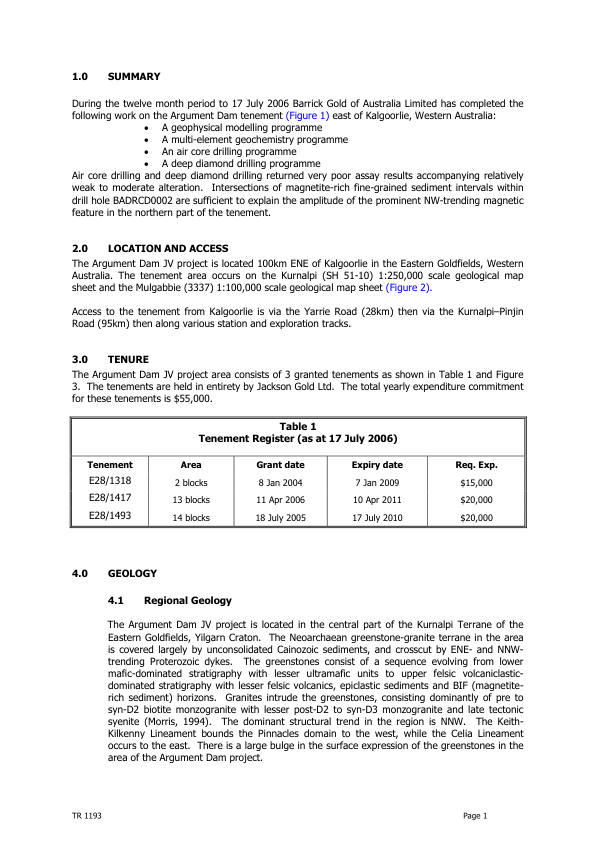 1.0 SUMMARY
During the twelve month period to 17 July 2006 Barrick Gold of Australia Limited has completed the
following work on the Argument Dam tenement (Figure 1) east of Kalgoorlie, Western Australia:
• A geophysical modelling programme
• A multi-element geochemistry programme
• An air core drilling programme
• A deep diamond drilling programme
Air core drilling and deep diamond drilling returned very poor assay results accompanying relatively
weak to moderate alteration. Intersections of magnetite-rich fine-grained sediment intervals within
drill hole BADRCD0002 are sufficient to explain the amplitude of the prominent NW-trending magnetic
feature in the northern part of the tenement.
2.0 LOCATION AND ACCESS
The Argument Dam JV project is located 100km ENE of Kalgoorlie in the Eastern Goldfields, Western
Australia. The tenement area occurs on the Kurnalpi (SH 51-10) 1:250,000 scale geological map
sheet and the Mulgabbie (3337) 1:100,000 scale geological map sheet (Figure 2).
Access to the tenement from Kalgoorlie is via the Yarrie Road (28km) then via the Kurnalpi–Pinjin
Road (95km) then along various station and exploration tracks.
3.0 TENURE
The Argument Dam JV project area consists of 3 granted tenements as shown in Table 1 and Figure
3. The tenements are held in entirety by Jackson Gold Ltd. The total yearly expenditure commitment
for these tenements is $55,000.
Table 1
Tenement Register (as at 17 July 2006)
Tenement Area Grant date Expiry date Req. Exp.
E28/1318 2 blocks 8 Jan 2004 7 Jan 2009 $15,000
E28/1417 13 blocks 11 Apr 2006 10 Apr 2011 $20,000
E28/1493 14 blocks 18 July 2005 17 July 2010 $20,000
4.0 GEOLOGY
4.1 Regional Geology
The Argument Dam JV project is located in the central part of the Kurnalpi Terrane of the
Eastern Goldfields, Yilgarn Craton. The Neoarchaean greenstone-granite terrane in the area
is covered largely by unconsolidated Cainozoic sediments, and crosscut by ENE- and NNW-
trending Proterozoic dykes. The greenstones consist of a sequence evolving from lower
mafic-dominated stratigraphy with lesser ultramafic units to upper felsic volcaniclastic-
dominated stratigraphy with lesser felsic volcanics, epiclastic sediments and BIF (magnetite-
rich sediment) horizons. Granites intrude the greenstones, consisting dominantly of pre to
syn-D2 biotite monzogranite with lesser post-D2 to syn-D3 monzogranite and late tectonic
syenite (Morris, 1994). The dominant structural trend in the region is NNW. The Keith-
Kilkenny Lineament bounds the Pinnacles domain to the west, while the Celia Lineament
occurs to the east. There is a large bulge in the surface expression of the greenstones in the
area of the Argument Dam project.
TR 1193 Page 1